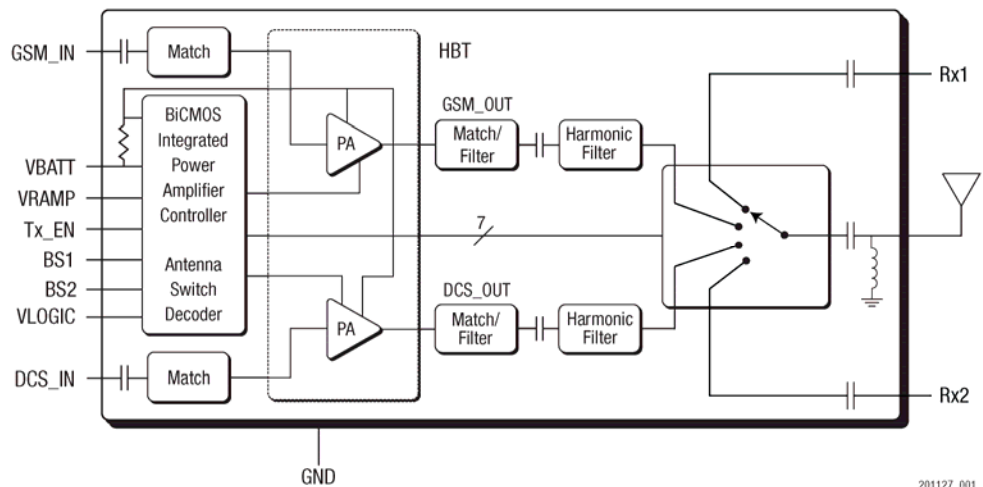 GSM_IN
Match
HBT
Rx1
BiCMOS
Integrated
Power
Amplifier
Controller
Antenna
Switch
Decoder
PA
GSM_OUT
Match/
Filter
Harmonic
Filter
VBATT
VRAMP
Tx_EN
BS1
BS2
VLOGIC
7
DCS_OUT
PA
Match/
Filter
Harmonic
Filter
DCS_IN
Match
Rx2
GND
201127_001